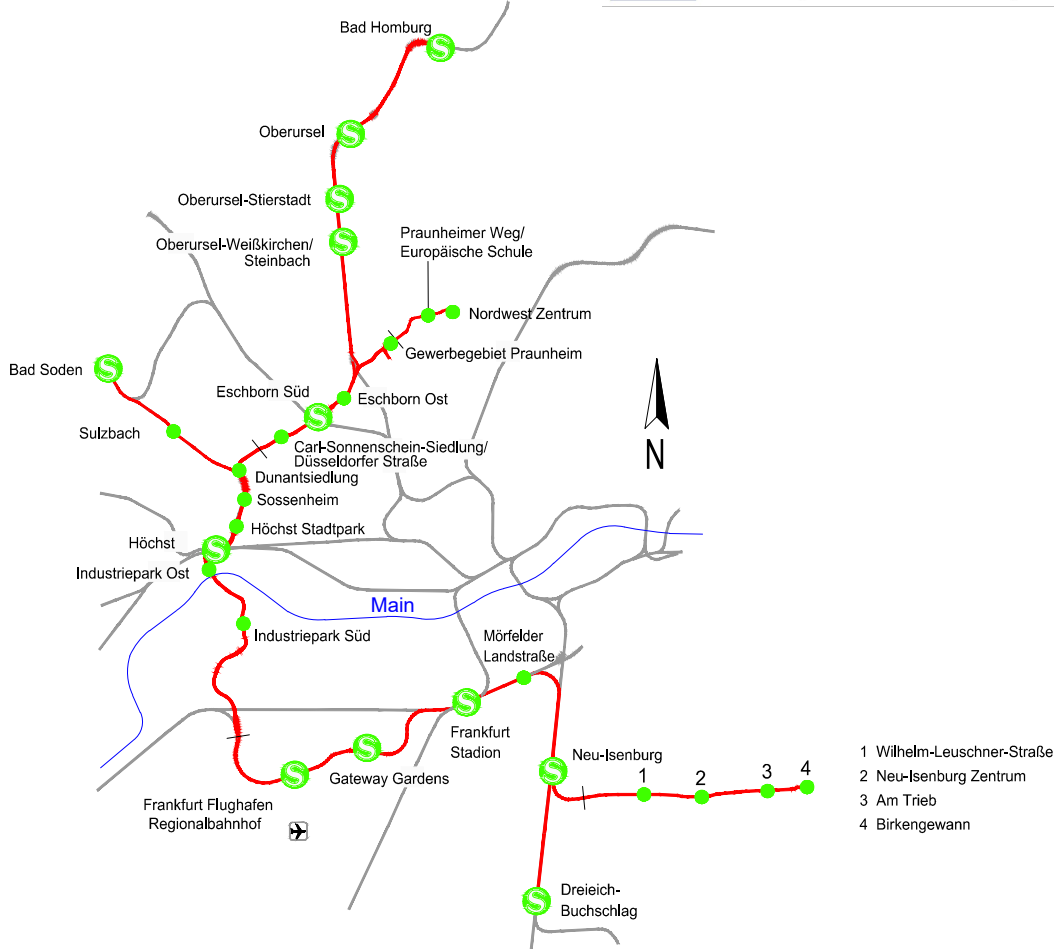 Bad Homburg
Oberursel
Oberursel-Stierstadt
Oberursel-Weißkirchen/
Steinbach
Praunheimer Weg/
Europäische Schule
Nordwest Zentrum
Gewerbegebiet Praunheim
Bad Soden
Eschborn Süd
Eschborn Ost
Sulzbach
Carl-Sonnenschein-Siedlung/
Düsseldorfer Straße
Dunantsiedlung
N
Sossenheim
Höchst Stadtpark
Höchst
Industriepark Ost
Main
Industriepark Süd
Mörfelder
Landstraße
Frankfurt
Stadion
Neu-Isenburg
Gateway Gardens
Frankfurt Flughafen
Regionalbahnhof
1
2
3
4
1 Wilhelm-Leuschner-Straße
2 Neu-Isenburg Zentrum
3 Am Trieb
4 Birkengewann
Dreieich-
Buchschlag
S
S
S
S
S
S
S
S
S
S
S
S